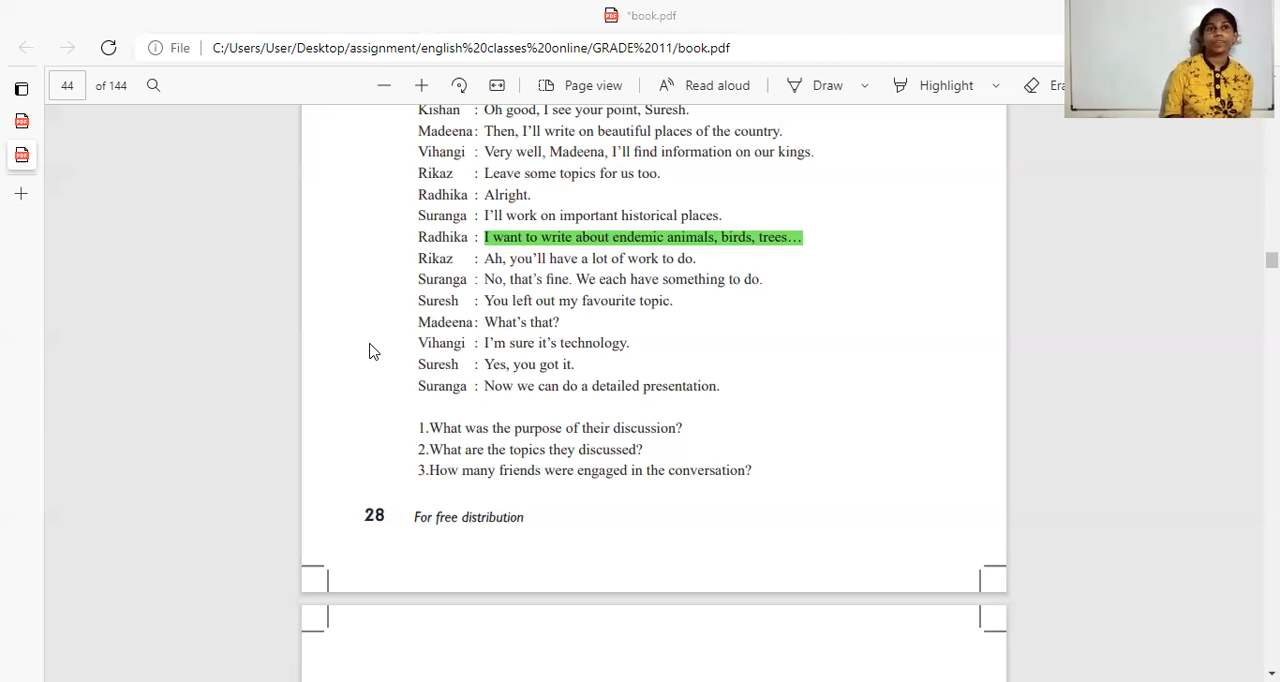 *book.pdf
File
C:/Users/User/Desktop/assignment/english%20classes%20online/GRADE%2011/book.pdf
44 of 144
Page view
Read aloud
Draw
Highlight
Era
Kishan : Oh good, I see your point, Suresh.
Madeena : Then, I'll write on beautiful places of the country.
Vihangi : Very well, Madeena, I'll find information on our kings.
Rikaz : Leave some topics for us too.
Radhika : Alright.
Suranga : I'll work on important historical places.
Radhika : I want to write about endemic animals, birds, trees…
Rikaz : Ah, you'll have a lot of work to do.
Suranga : No, that's fine. We each have something to do.
Suresh : You left out my favourite topic.
Madeena : What's that?
Vihangi : I'm sure it's technology.
Suresh : Yes, you got it.
Suranga : Now we can do a detailed presentation.
1.What was the purpose of their discussion?
2.What are the topics they discussed?
3.How many friends were engaged in the conversation?
28 For free distribution